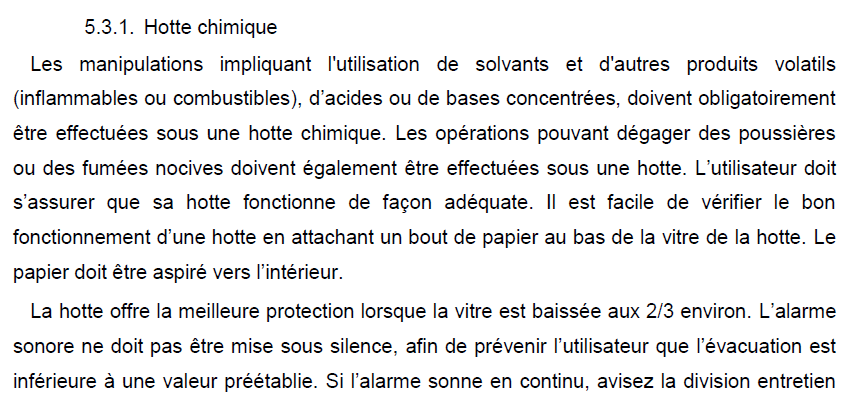 5.3.1. Hotte chimique
Les manipulations impliquant l'utilisation de solvants et d'autres produits volatils
(inflammables ou combustibles), d’acides ou de bases concentrées, doivent obligatoirement
être effectuées sous une hotte chimique. Les opérations pouvant dégager des poussières
ou des fumées nocives doivent également être effectuées sous une hotte. L’utilisateur doit
s’assurer que sa hotte fonctionne de façon adéquate. Il est facile de vérifier le bon
fonctionnement d’une hotte en attachant un bout de papier au bas de la vitre de la hotte. Le
papier doit être aspiré vers l’intérieur.
La hotte offre la meilleure protection lorsque la vitre est baissée aux 2/3 environ. L’alarme
sonore ne doit pas être mise sous silence, afin de prévenir l’utilisateur que l’évacuation est
inférieure à une valeur préétablie. Si l’alarme sonne en continu, avisez la division entretien